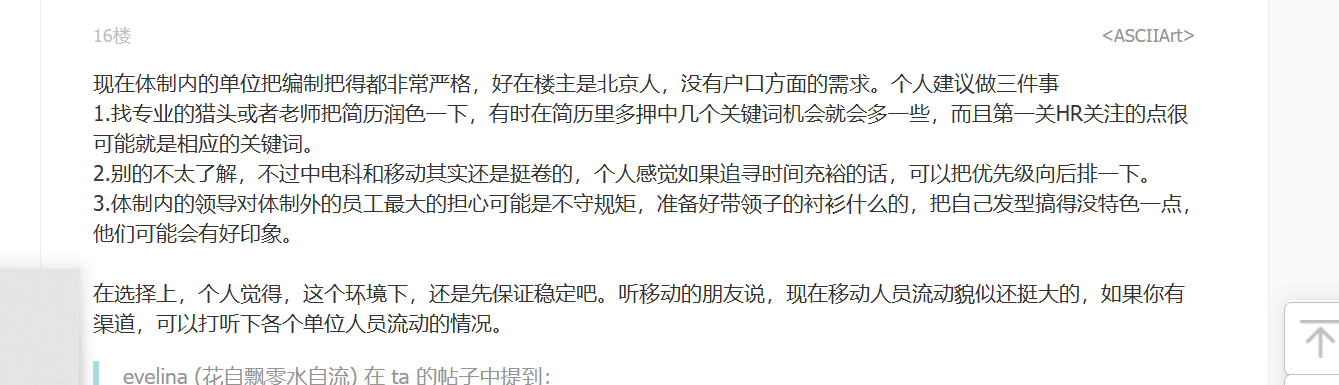 16楼
<ASCIIArt>
现在体制内的单位把编制把得都非常严格，好在楼主是北京人，没有户口方面的需求。个人建议做三件事
1.找专业的猎头或者老师把简历润色一下，有时在简历里多押中几个关键词机会就会多一些，而且第一关HR关注的点很
可能就是相应的关键词。
2.别的不太了解，不过中电科和移动其实还是挺卷的，个人感觉如果追寻时间充裕的话，可以把优先级向后排一下。
3.体制内的领导对体制外的员工最大的担心可能是不守规矩，准备好带领子的衬衫什么的，把自己发型搞得没特色一点，
他们可能会有好印象。
在选择上，个人觉得，这个环境下，还是先保证稳定吧。听移动的朋友说，现在移动人员流动貌似还挺大的，如果你有
渠道，可以打听下各个单位人员流动的情况。
evelina (花自飘零水自流) 在 ta 的帖子中提到：